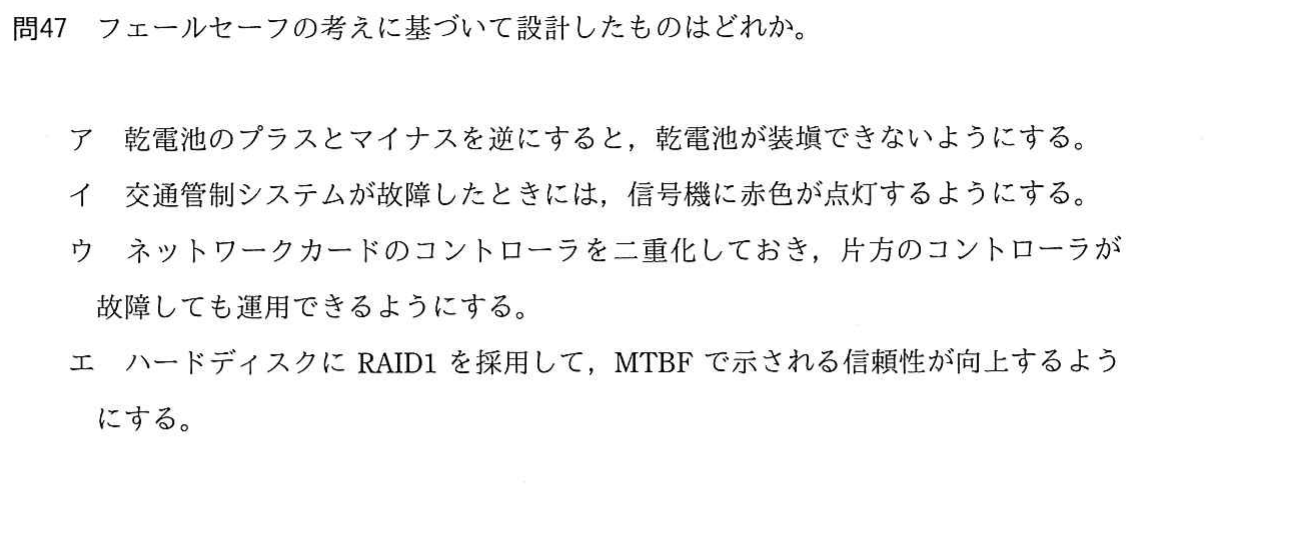 問47　フェールセーフの考えに基づいて設計したものはどれか。
ア　乾電池のプラスとマイナスを逆にすると，乾電池が装塡できないようにする。
イ　交通管制システムが故障したときには，信号機に赤色が点灯するようにする。
ウ　ネットワークカードのコントローラを二重化しておき，片方のコントローラが
故障しても運用できるようにする。
エ　ハードディスクに RAID1 を採用して，MTBF で示される信頼性が向上するよう
にする。